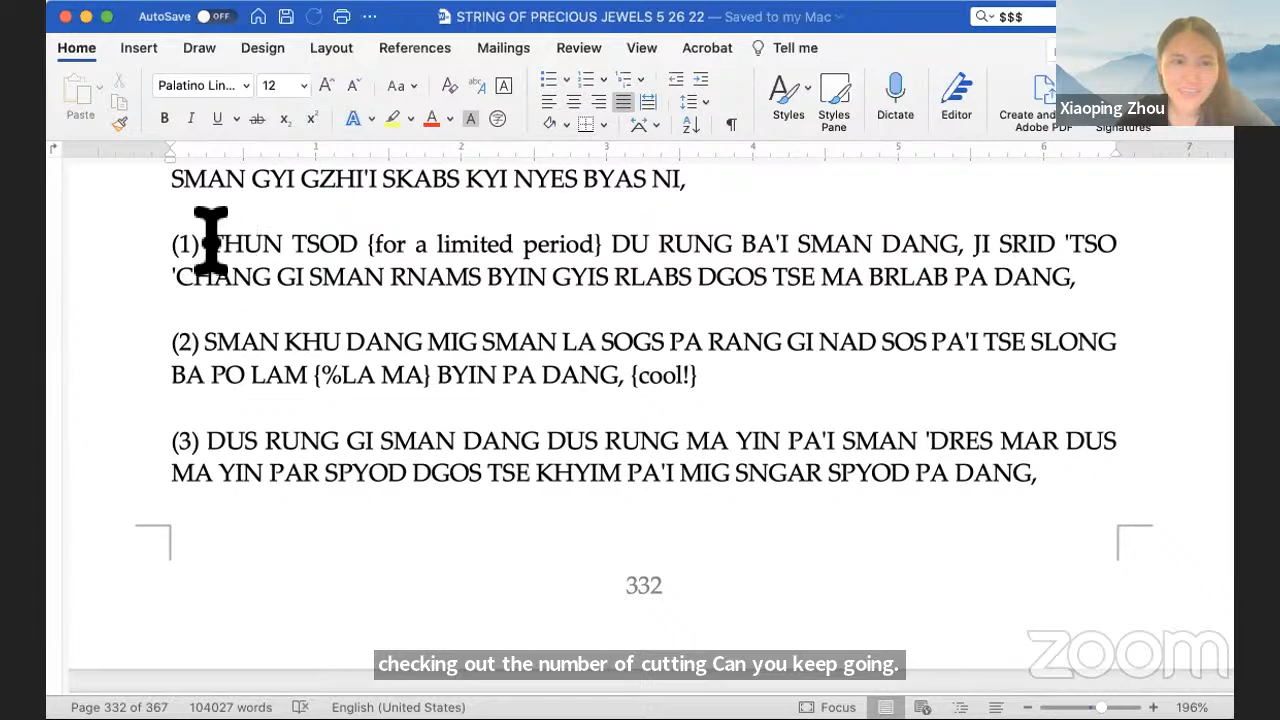 AutoSave OFF STRING OF PRECIOUS JEWELS 5 26 22 — Saved to my Mac $$$
Home Insert Draw Design Layout References Mailings Review View Acrobat Tell me
Paste Palatino Lin... 12 Styles Styles Pane Dictate Editor Create and Adobe PDF Signatures
Xiaoping Zhou
1 2 3 4 5 6 7
SMAN GYI GZHI'I SKABS KYI NYES BYAS NI,
(1) THUN TSOD {for a limited period} DU RUNG BA'I SMAN DANG, JI SRID 'TSO
'CHANG GI SMAN RNAMS BYIN GYIS RLABS DGOS TSE MA BRLAB PA DANG,
(2) SMAN KHU DANG MIG SMAN LA SOGS PA RANG GI NAD SOS PA'I TSE SLONG
BA PO LAM {%LA MA} BYIN PA DANG, {cool!}
(3) DUS RUNG GI SMAN DANG DUS RUNG MA YIN PA'I SMAN 'DRES MAR DUS
MA YIN PAR SPYOD DGOS TSE KHYIM PA'I MIG SNGAR SPYOD PA DANG,
332
zoom
checking out the number of cutting Can you keep going.
Page 332 of 367 104027 words English (United States) Focus 196%